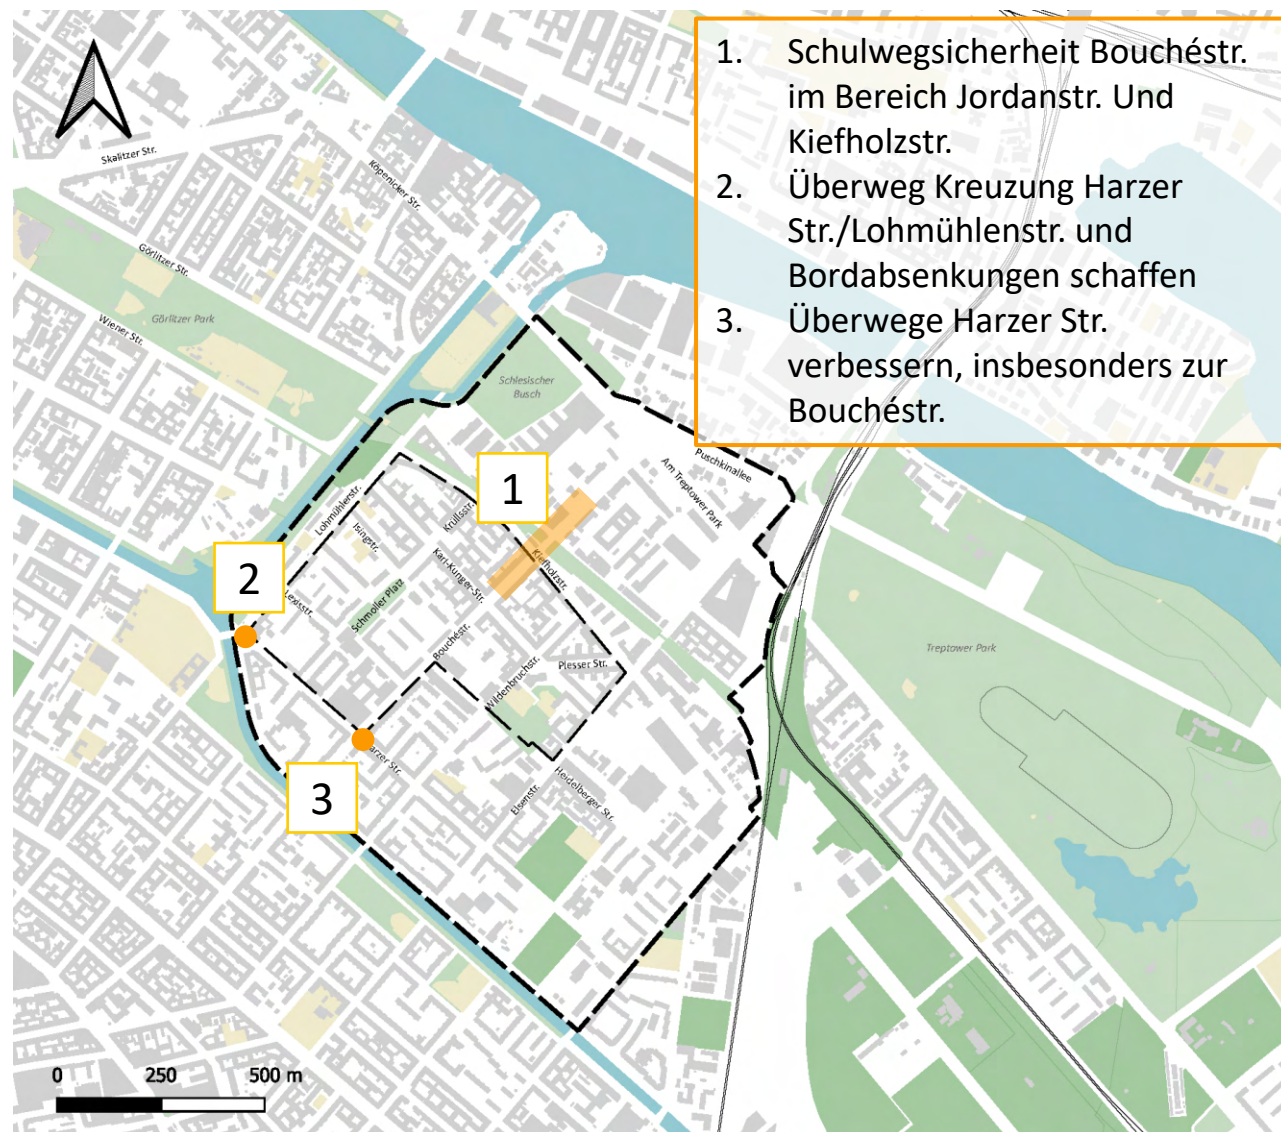 1. Schulwegsicherheit Bouchéstr.
im Bereich Jordanstr. Und
Kiefholzstr.
2. Überweg Kreuzung Harzer
Str./Lohmühlenstr. und
Bordabsenkungen schaffen
3. Überwege Harzer Str.
verbessern, insbesonders zur
Bouchéstr.
Skalitzer Str.
Köpenicker Str.
Görlitzer Str.
Görlitzer Park
Wiener Str.
Schlesischer
Busch
Puschkinallee
Am Treptower Park
1
Lohmühlerstr.
Krullsstr.
Isingstr.
Kiefholzstr.
Karl-Kunger-Str.
2
Lexisstr.
Schmoller Platz
Bouchéstr.
Plesser Str.
Wildenbruchstr.
Treptower Park
arzer Str.
3
Elsenstr.
Heidelberger Str.
0 250 500 m